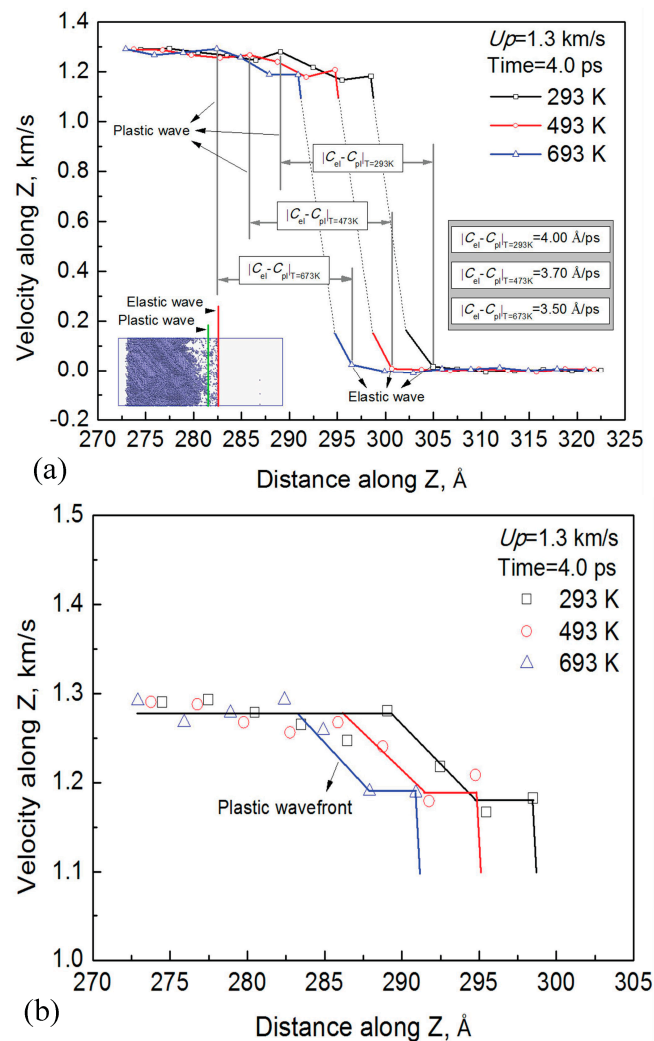 Up=1.3 km/s
Time=4.0 ps
293 K
493 K
693 K
Plastic wave
|Cel-Cpl|T=293K
|Cel-Cpl|T=473K
|Cel-Cpl|T=673K
|Cel-Cpl|T=293K=4.00 Å/ps
|Cel-Cpl|T=473K=3.70 Å/ps
|Cel-Cpl|T=673K=3.50 Å/ps
Elastic wave
Plastic wave
Elastic wave
Velocity along Z, km/s
1.4
1.2
1.0
0.8
0.6
0.4
0.2
0.0
-0.2
270 275 280 285 290 295 300 305 310 315 320 325
Distance along Z, Å
(a)
Up=1.3 km/s
Time=4.0 ps
293 K
493 K
693 K
Plastic wavefront
Velocity along Z, km/s
1.5
1.4
1.3
1.2
1.1
1.0
270 275 280 285 290 295 300 305
Distance along Z, Å
(b)